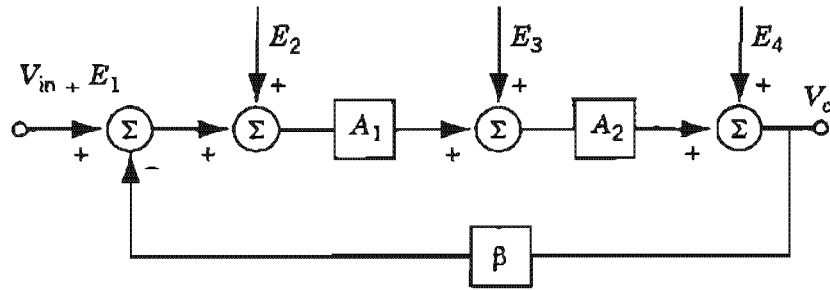 E2 E3 E4
Vin + E1 Vo
+ + +
Σ Σ A1 Σ A2 Σ
+ − + + +
β